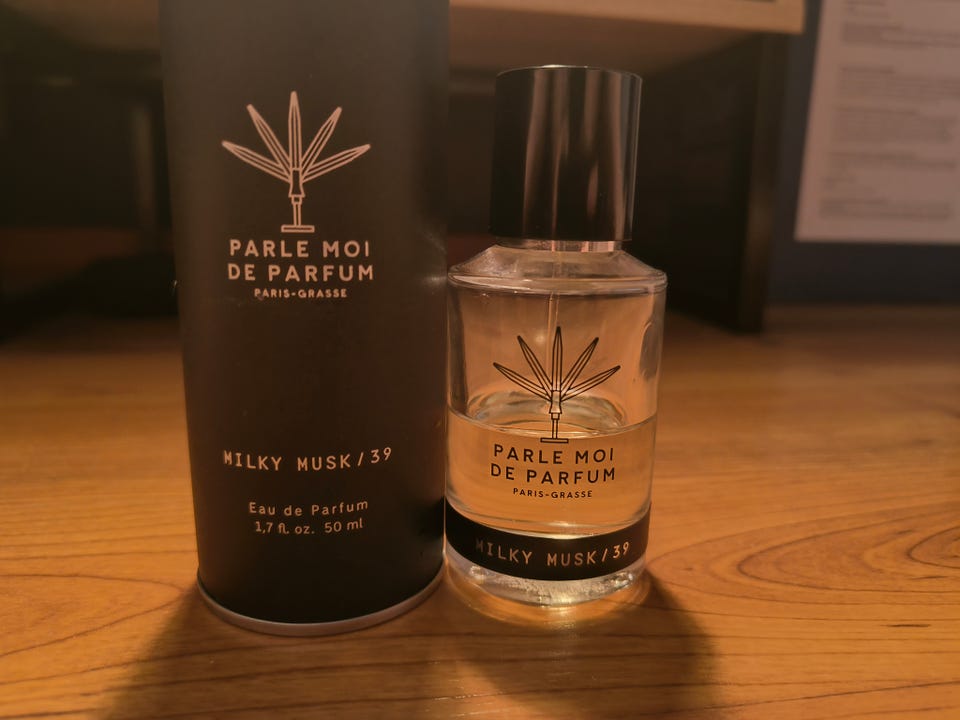 PARLE MOI
DE PARFUM
PARIS-GRASSE
MILKY MUSK/39
Eau de Parfum
1,7 fl. oz. 50 ml
PARLE MOI
DE PARFUM
PARIS-GRASSE
MILKY MUSK/39